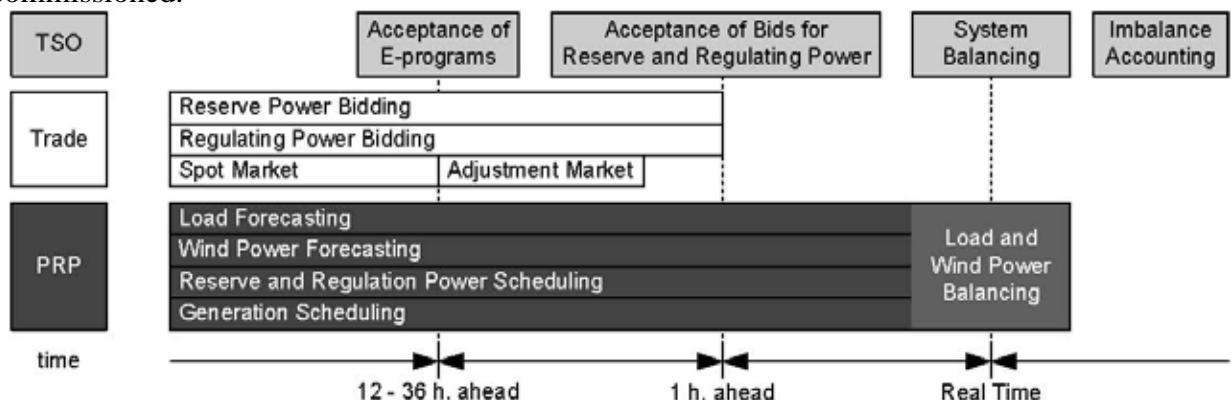 commissioned.
TSO
Acceptance of
E-programs
Acceptance of Bids for
Reserve and Regulating Power
System
Balancing
Imbalance
Accounting
Trade
Reserve Power Bidding
Regulating Power Bidding
Spot Market
Adjustment Market
PRP
Load Forecasting
Wind Power Forecasting
Reserve and Regulation Power Scheduling
Generation Scheduling
Load and
Wind Power
Balancing
time
12 - 36 h. ahead
1 h. ahead
Real Time